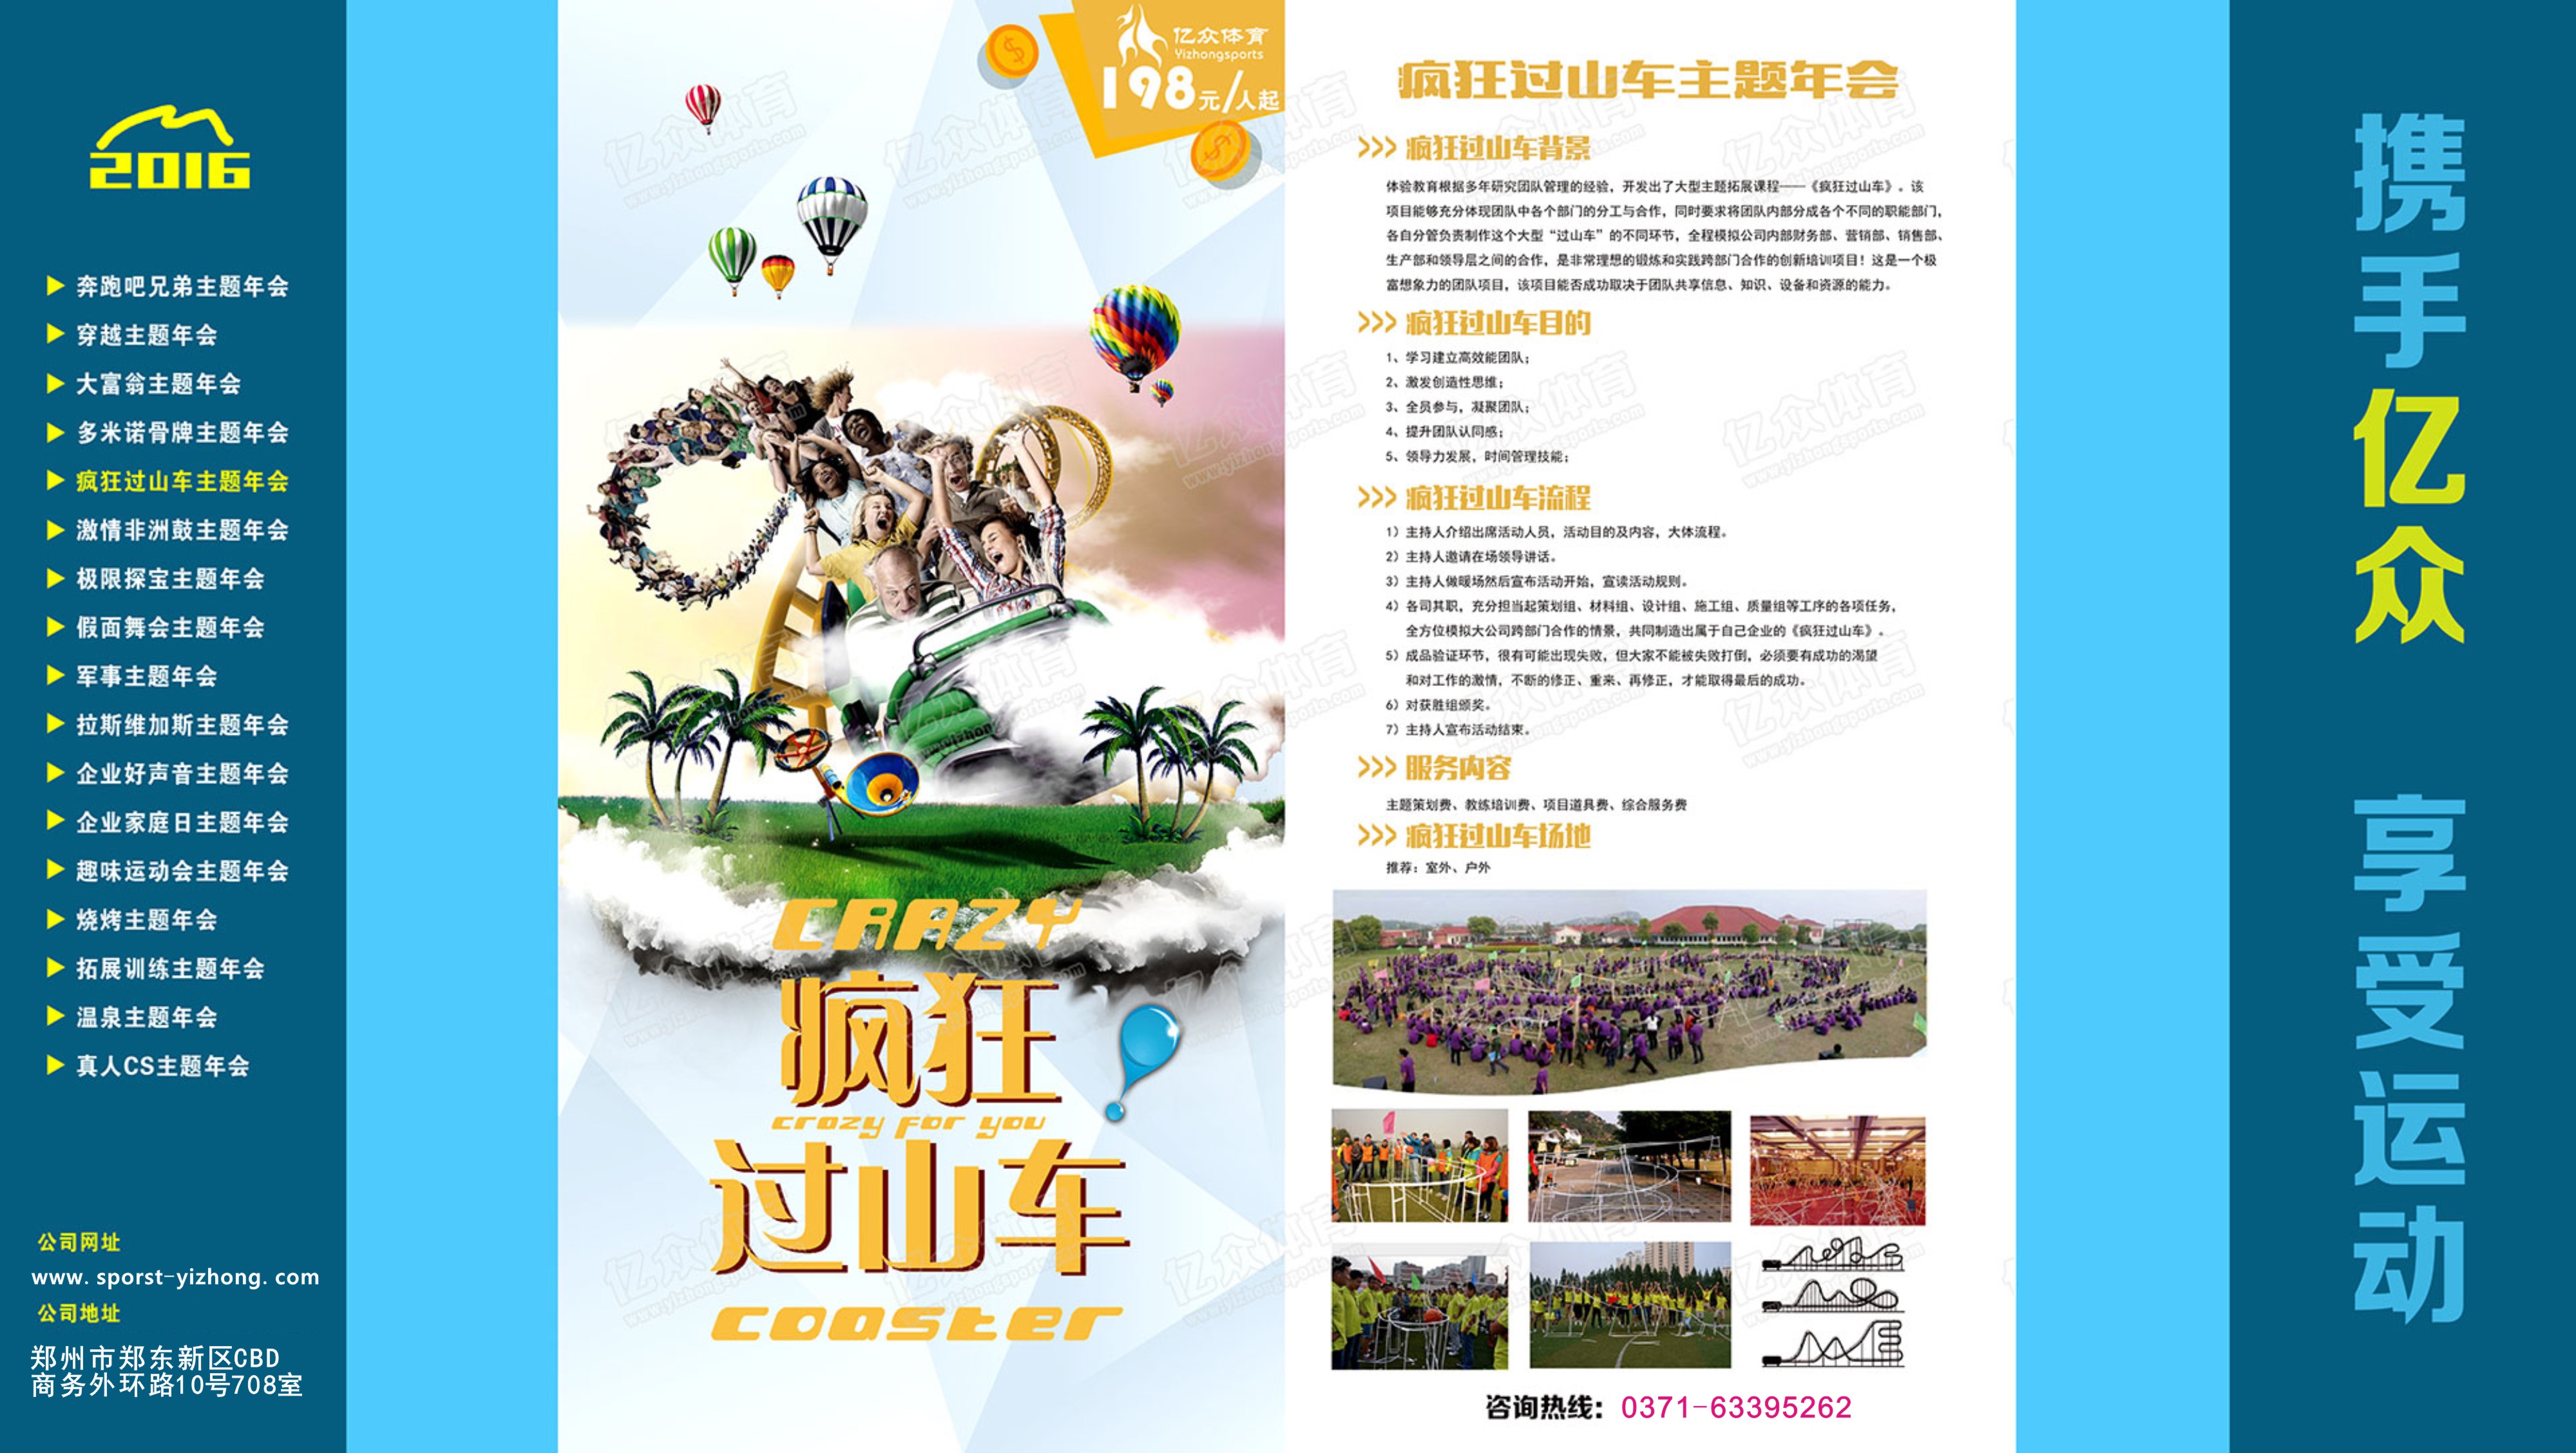 2016
奔跑吧兄弟主题年会
穿越主题年会
大富翁主题年会
多米诺骨牌主题年会
疯狂过山车主题年会
激情非洲鼓主题年会
极限探宝主题年会
假面舞会主题年会
军事主题年会
拉斯维加斯主题年会
企业好声音主题年会
企业家庭日主题年会
趣味运动会主题年会
烧烤主题年会
拓展训练主题年会
温泉主题年会
真人CS主题年会
公司网址
www.sporst-yizhong.com
公司地址
郑州市郑东新区CBD
商务外环路10号708室
亿众体育
Yizhongsports
198元/人起
CRAZY
疯狂
crazy for you
过山车
coaster
疯狂过山车主题年会
>>> 疯狂过山车背景
体验教育根据多年研究团队管理的经验，开发出了大型主题拓展课程——《疯狂过山车》。该
项目能够充分体现团队中各个部门的分工与合作，同时要求将团队内部分成各个不同的职能部门，
各自分管负责制作这个大型“过山车”的不同环节，全程模拟公司内部财务部、营销部、销售部、
生产部和领导层之间的合作，是非常理想的锻炼和实践跨部门合作的创新培训项目！这是一个极
富想象力的团队项目，该项目能否成功取决于团队共享信息、知识、设备和资源的能力。
>>> 疯狂过山车目的
1、学习建立高效能团队；
2、激发创造性思维；
3、全员参与，凝聚团队；
4、提升团队认同感；
5、领导力发展，时间管理技能；
>>> 疯狂过山车流程
1）主持人介绍出席活动人员，活动目的及内容，大体流程。
2）主持人邀请在场领导讲话。
3）主持人做暖场然后宣布活动开始，宣读活动规则。
4）各司其职，充分担当起策划组、材料组、设计组、施工组、质量组等工序的各项任务，
全方位模拟大公司跨部门合作的情景，共同制造出属于自己企业的《疯狂过山车》。
5）成品验证环节，很有可能出现失败，但大家不能被失败打倒，必须要有成功的渴望
和对工作的激情，不断的修正、重来、再修正，才能取得最后的成功。
6）对获胜组颁奖。
7）主持人宣布活动结束。
>>> 服务内容
主题策划费、教练培训费、项目道具费、综合服务费
>>> 疯狂过山车场地
推荐：室外、户外
咨询热线：0371-63395262
携手亿众 享受运动
亿众体育
www.yizhongsports.com